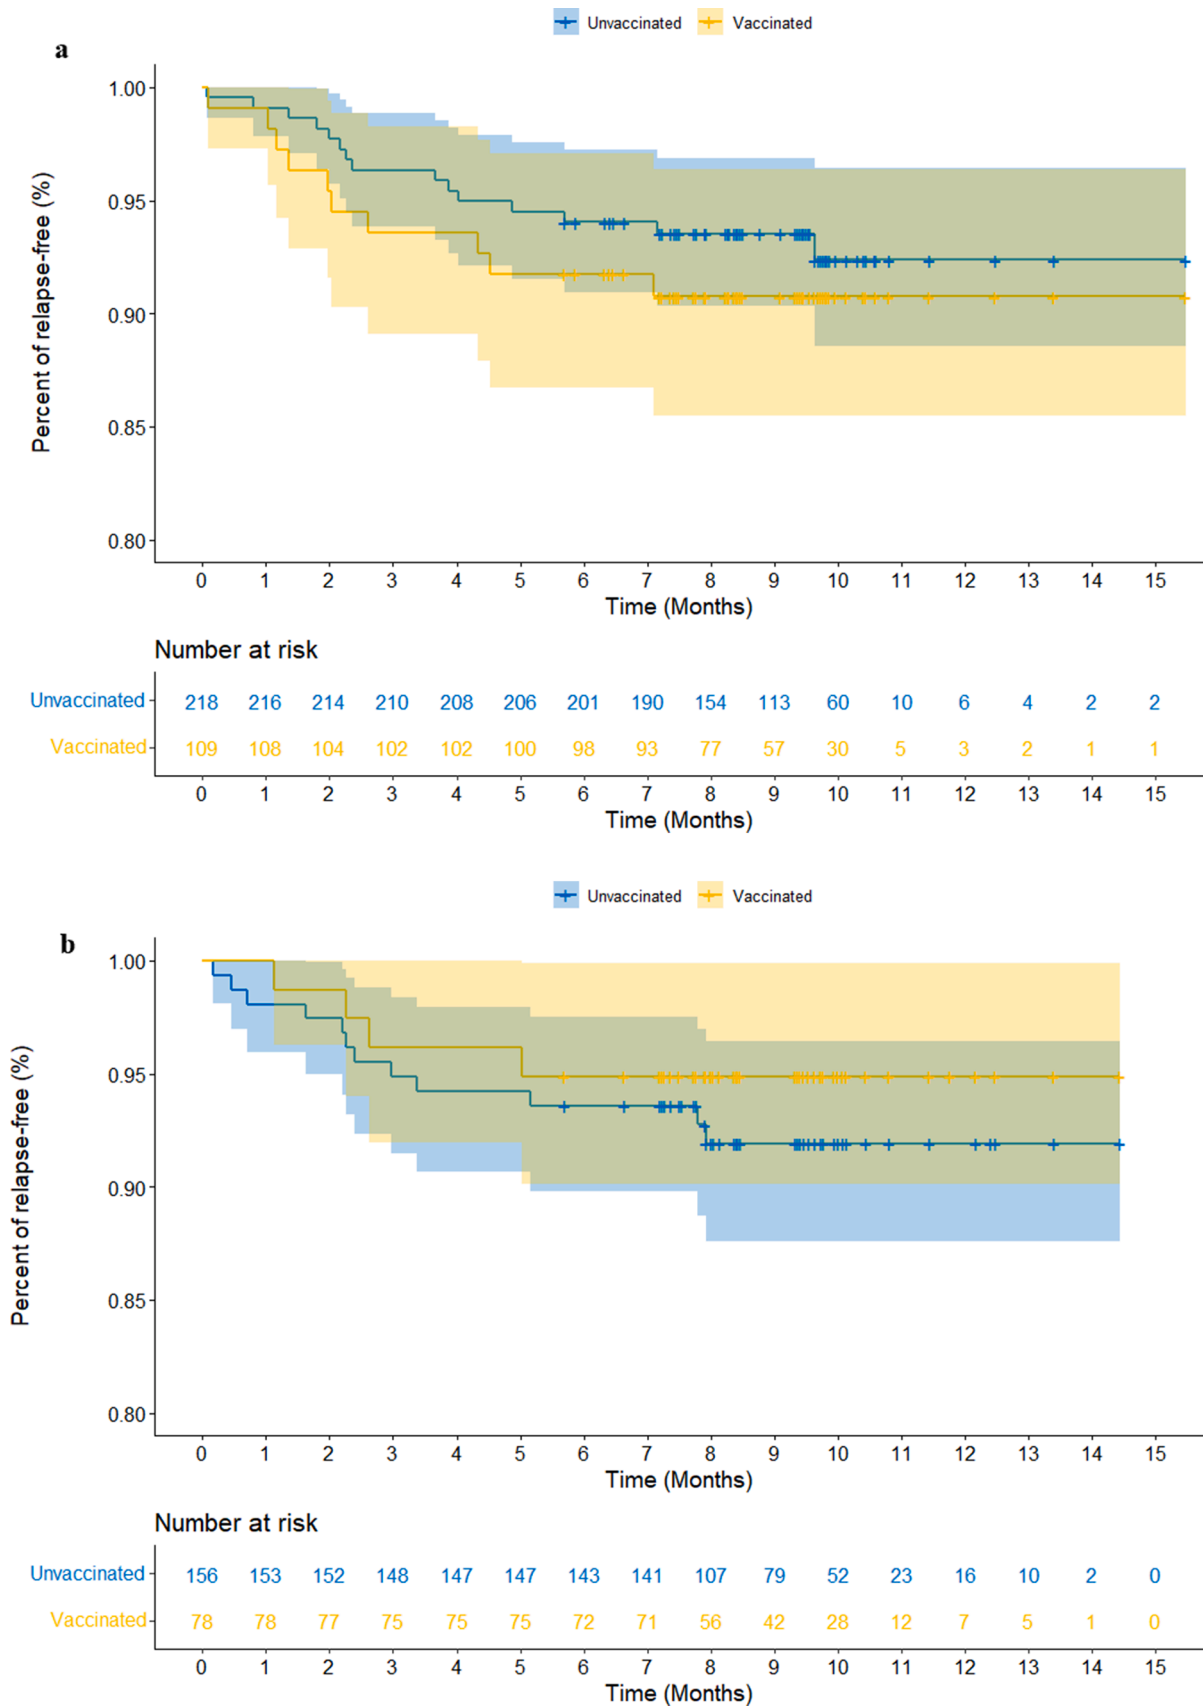 Unvaccinated Vaccinated
a
Percent of relapse-free (%)
1.00
0.95
0.90
0.85
0.80
0 1 2 3 4 5 6 7 8 9 10 11 12 13 14 15
Time (Months)
Number at risk
Unvaccinated 218 216 214 210 208 206 201 190 154 113 60 10 6 4 2 2
Vaccinated 109 108 104 102 102 100 98 93 77 57 30 5 3 2 1 1
0 1 2 3 4 5 6 7 8 9 10 11 12 13 14 15
Time (Months)
Unvaccinated Vaccinated
b
Percent of relapse-free (%)
1.00
0.95
0.90
0.85
0.80
0 1 2 3 4 5 6 7 8 9 10 11 12 13 14 15
Time (Months)
Number at risk
Unvaccinated 156 153 152 148 147 147 143 141 107 79 52 23 16 10 2 0
Vaccinated 78 78 77 75 75 75 72 71 56 42 28 12 7 5 1 0
0 1 2 3 4 5 6 7 8 9 10 11 12 13 14 15
Time (Months)